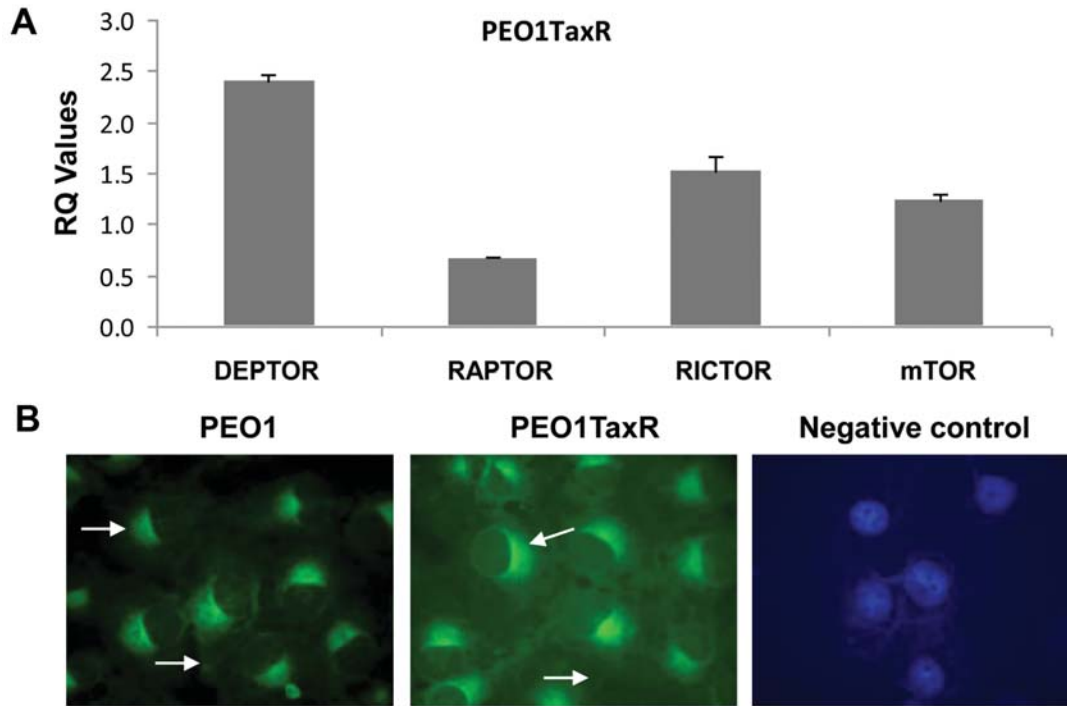 A
PEO1TaxR
RQ Values
3.0
2.5
2.0
1.5
1.0
0.5
0.0
DEPTOR RAPTOR RICTOR mTOR
B
PEO1 PEO1TaxR Negative control